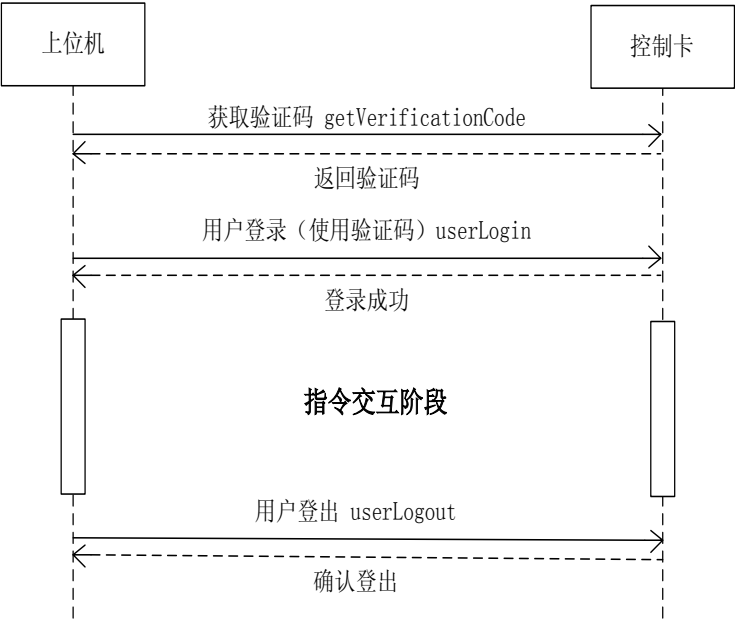 上位机
控制卡
获取验证码 getVerificationCode
返回验证码
用户登录（使用验证码）userLogin
登录成功
指令交互阶段
用户登出 userLogout
确认登出